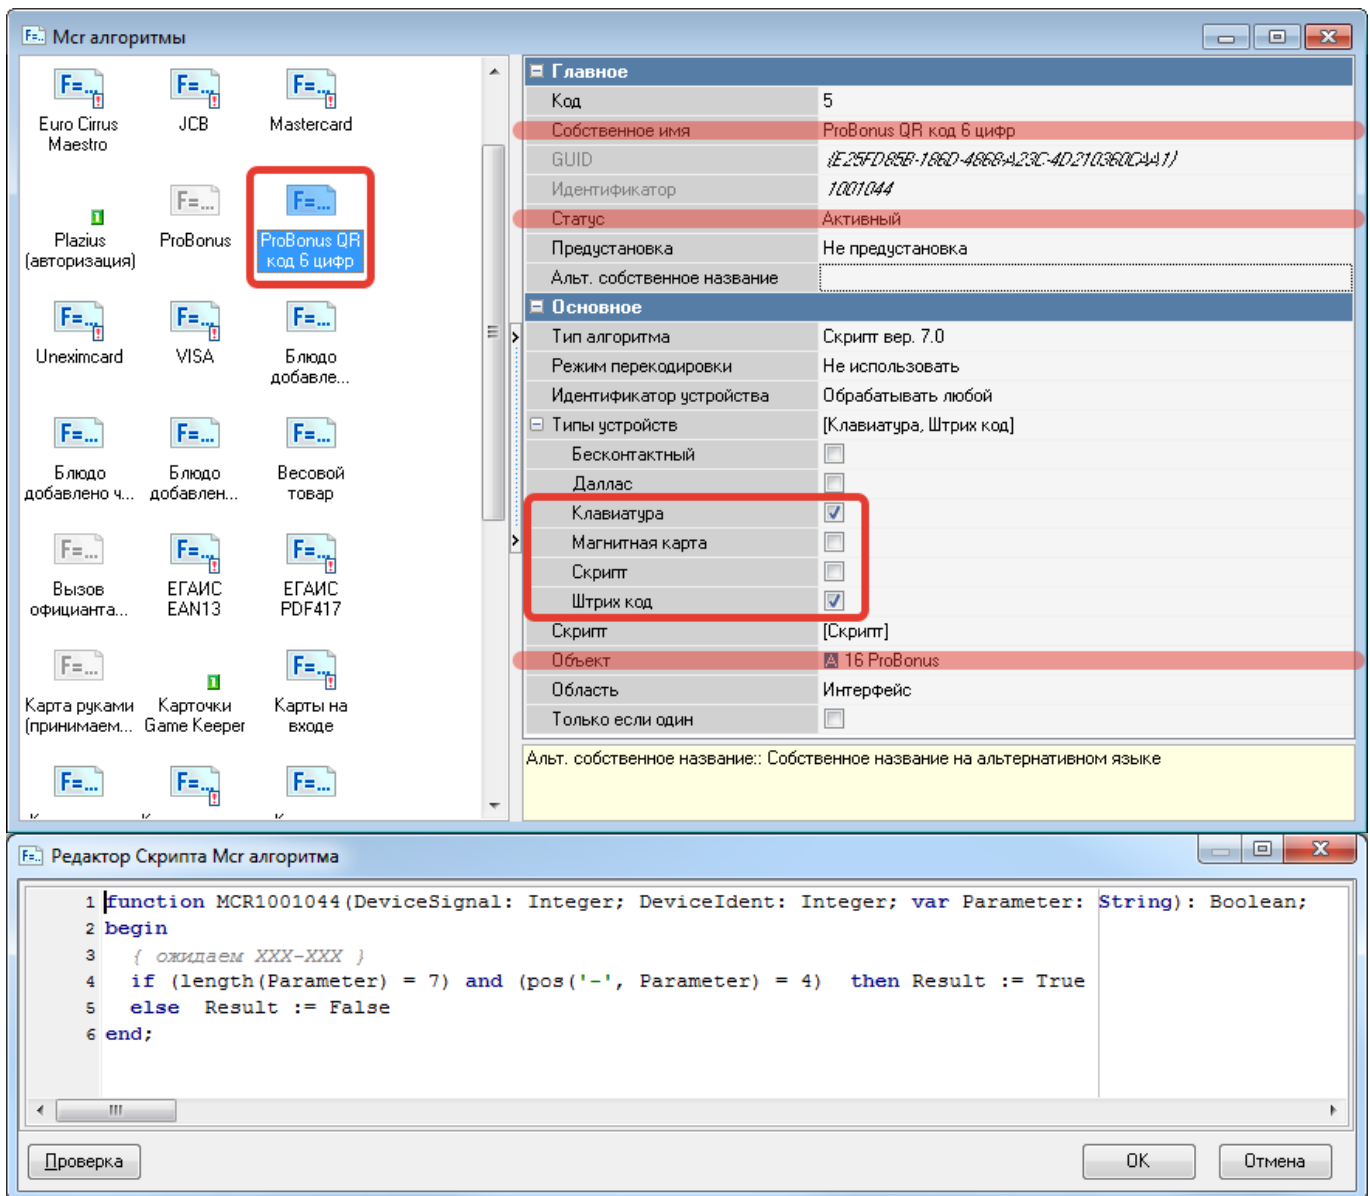 Mcr алгоритмы
Euro Cirrus
Maestro
JCB
Mastercard
Plazius
(авторизация)
ProBonus
ProBonus QR
код 6 цифр
Uneximcard
VISA
Блюдо
добавле...
Блюдо
добавлено ч...
Блюдо
добавлен...
Весовой
товар
Вызов
официанта...
ЕГАИС
EAN13
ЕГАИС
PDF417
Карта руками
(принимаем...
Карточки
Game Keeper
Карты на
входе
Главное
Код 5
Собственное имя ProBonus QR код 6 цифр
GUID {E25FD85B-186D-4868-A23C-4D210360CAA1}
Идентификатор 1001044
Статус Активный
Предустановка Не предустановка
Альт. собственное название
Основное
Тип алгоритма Скрипт вер. 7.0
Режим перекодировки Не использовать
Идентификатор устройства Обрабатывать любой
Типы устройств [Клавиатура, Штрих код]
Бесконтактный
Даллас
Клавиатура
Магнитная карта
Скрипт
Штрих код
Скрипт [Скрипт]
Объект A 16 ProBonus
Область Интерфейс
Только если один
Альт. собственное название:: Собственное название на альтернативном языке
Редактор Скрипта Mcr алгоритма
1 function MCR1001044(DeviceSignal: Integer; DeviceIdent: Integer; var Parameter: String): Boolean;
2 begin
3 { ожидаем XXX-XXX }
4 if (length(Parameter) = 7) and (pos('-', Parameter) = 4) then Result := True
5 else Result := False
6 end;
Проверка
OK
Отмена